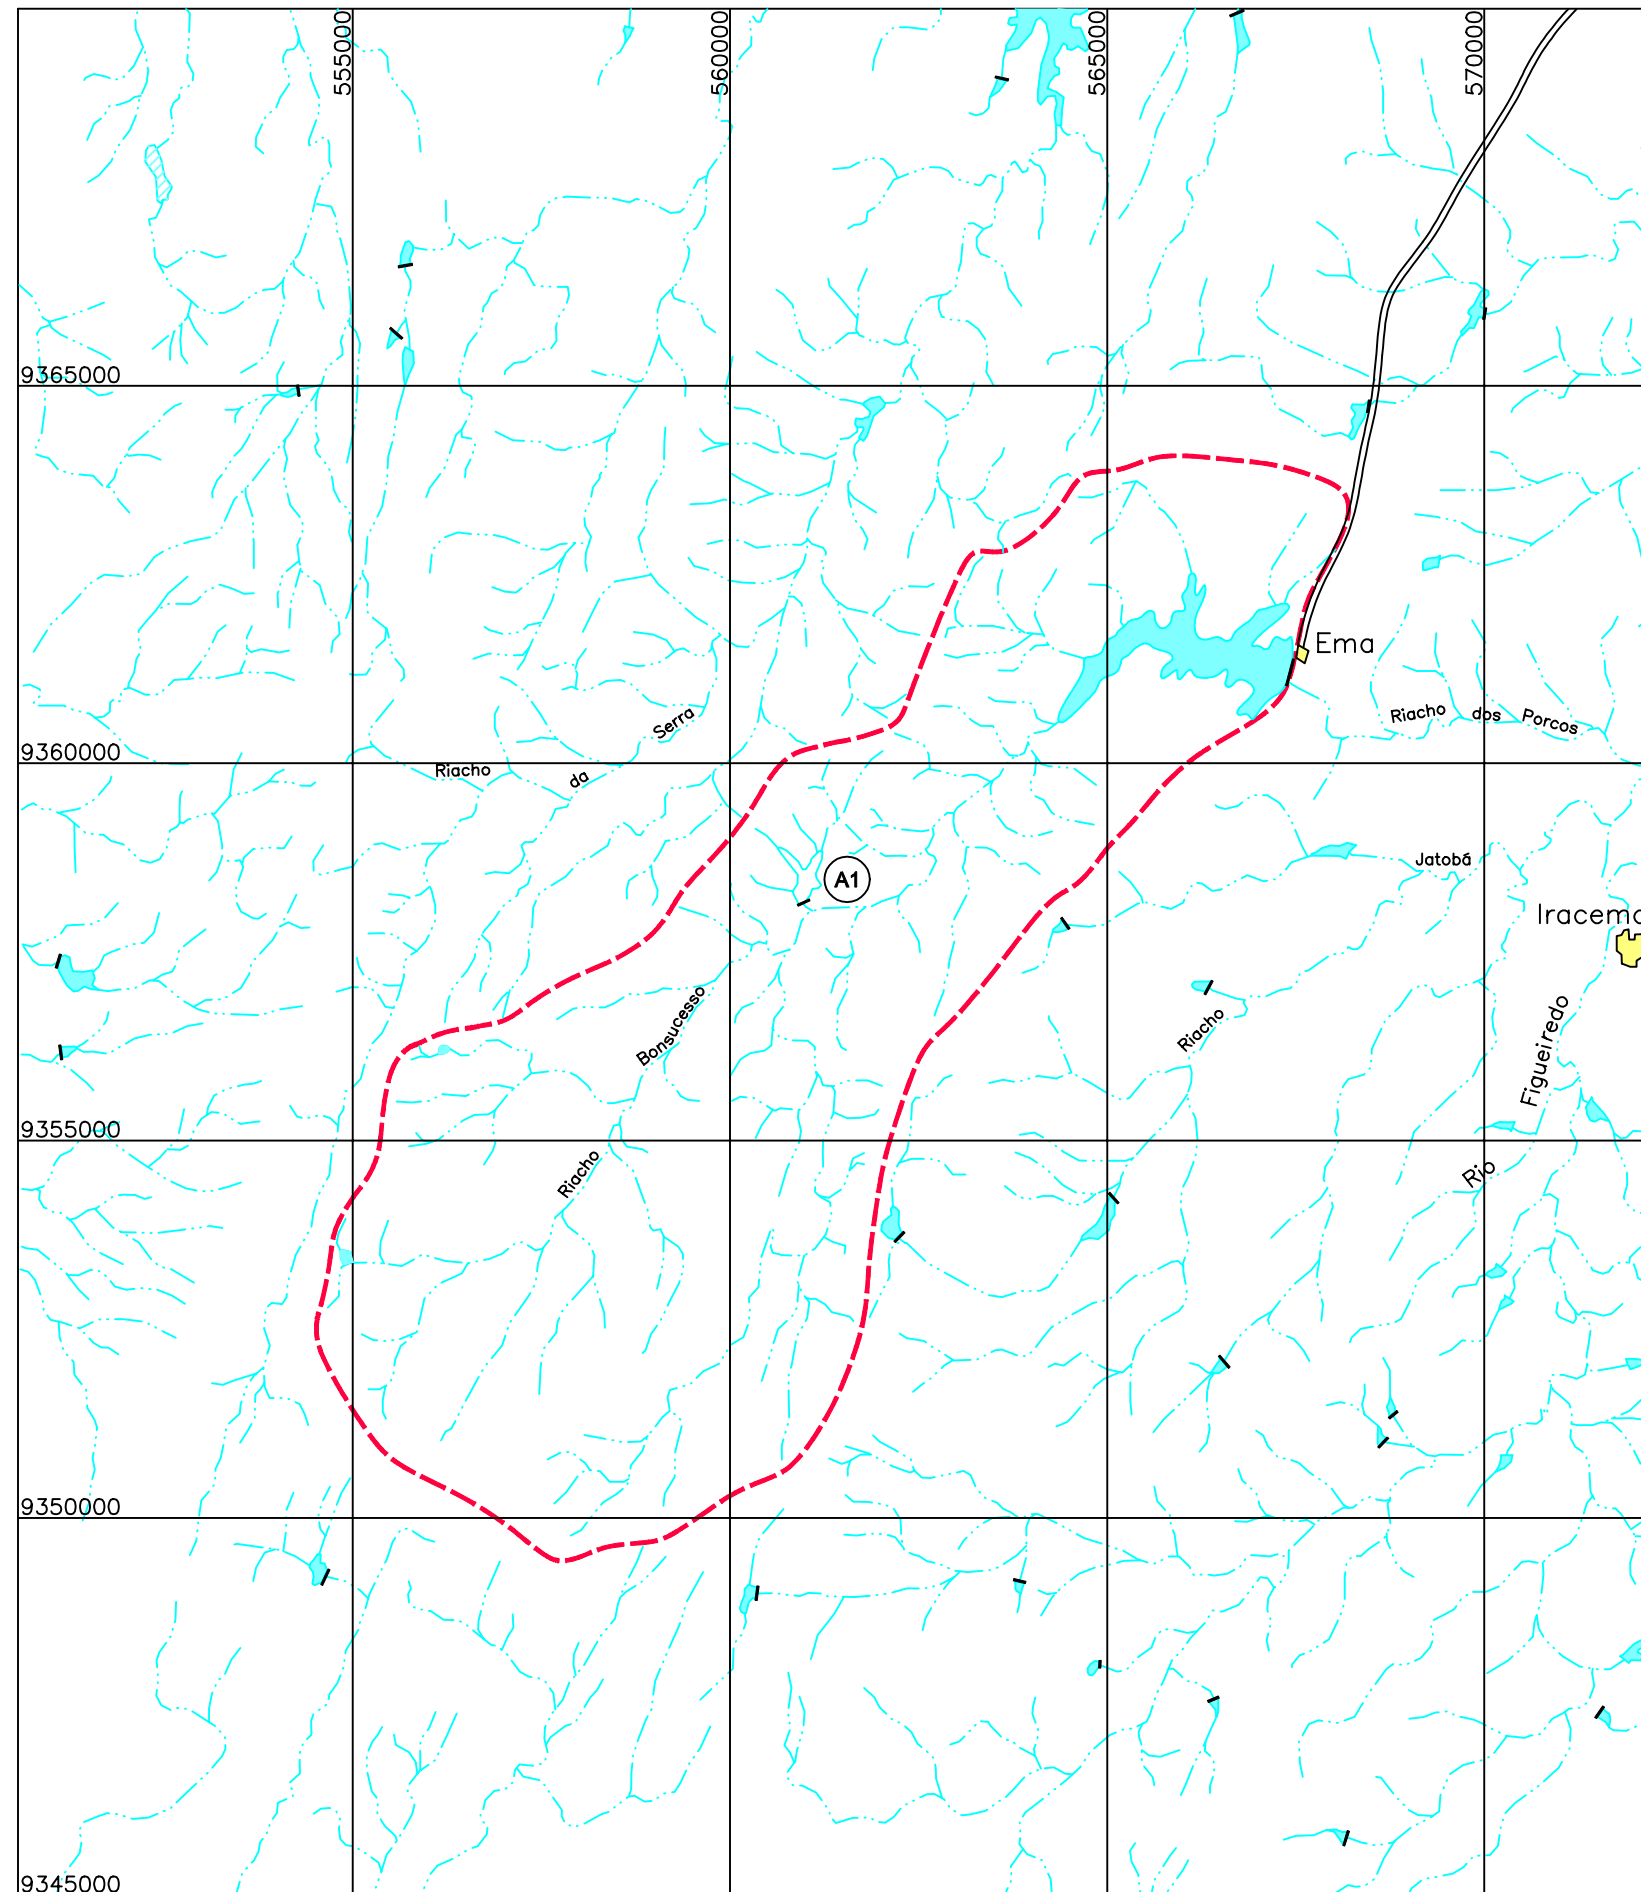 555000
560000
565000
570000
9365000
Ema
Serra
Riacho dos Porcos
9360000
Riacho
da
Jatobá
A1
Iracema
Bonsucesso
Riacho
Figueiredo
9355000
Riacho
Rio
9350000
9345000